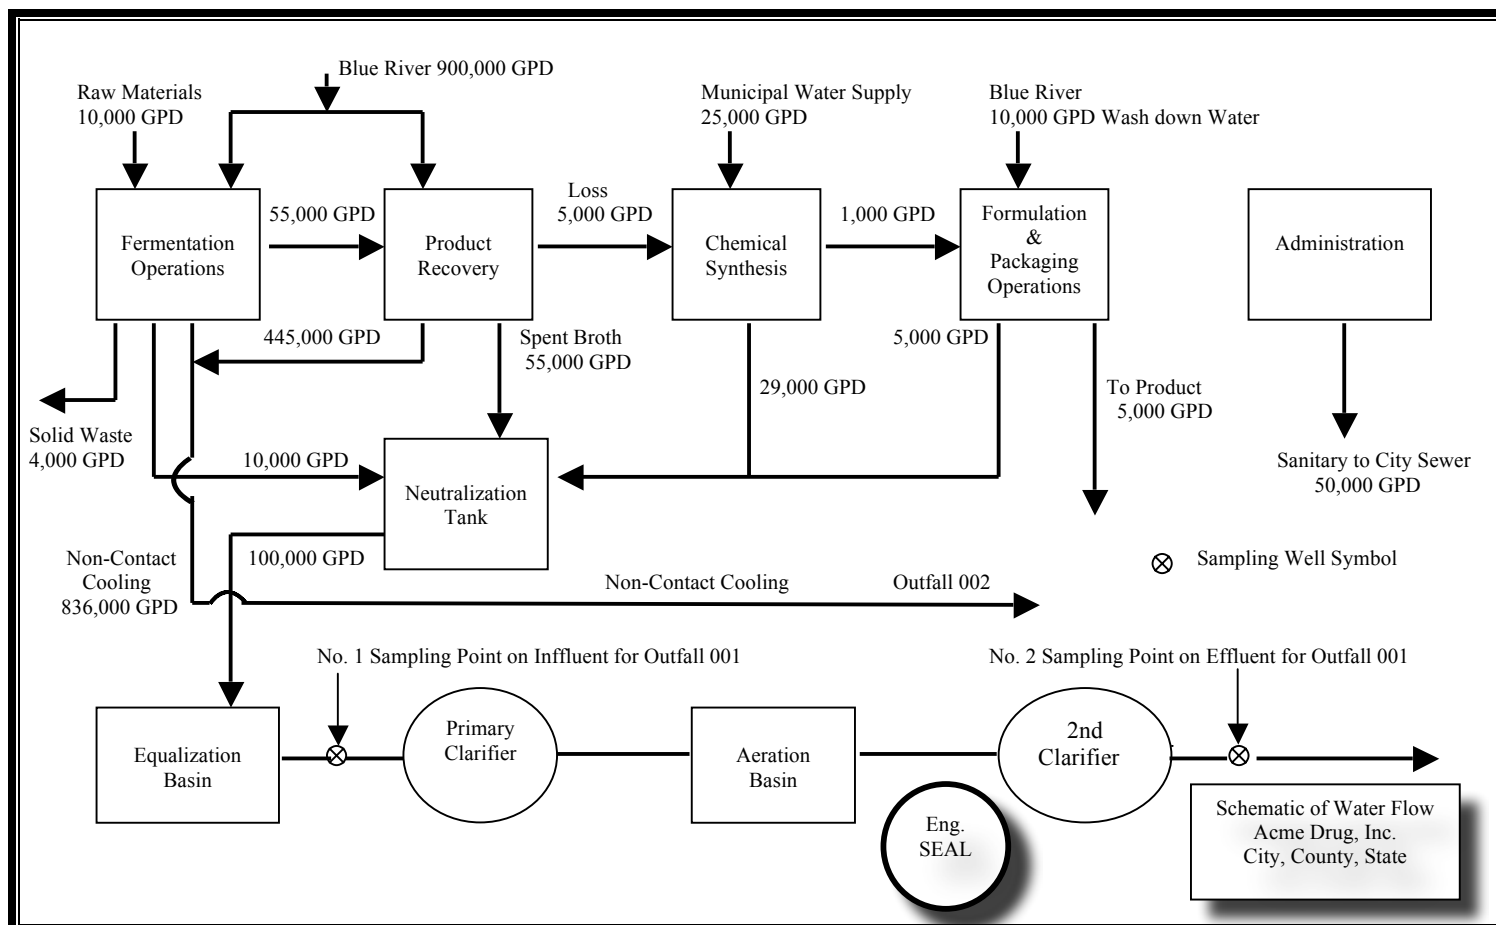 Blue River 900,000 GPD
Raw Materials
10,000 GPD
Municipal Water Supply
25,000 GPD
Blue River
10,000 GPD Wash down Water
Fermentation
Operations
55,000 GPD
Product
Recovery
Loss
5,000 GPD
Chemical
Synthesis
1,000 GPD
Formulation
&
Packaging
Operations
Administration
445,000 GPD
Spent Broth
55,000 GPD
29,000 GPD
5,000 GPD
To Product
5,000 GPD
Solid Waste
4,000 GPD
10,000 GPD
Neutralization
Tank
Sanitary to City Sewer
50,000 GPD
100,000 GPD
Non-Contact
Cooling
836,000 GPD
Non-Contact Cooling
Outfall 002
Sampling Well Symbol
No. 1 Sampling Point on Inffluent for Outfall 001
No. 2 Sampling Point on Effluent for Outfall 001
Equalization
Basin
Primary
Clarifier
Aeration
Basin
2nd
Clarifier
Eng.
SEAL
Schematic of Water Flow
Acme Drug, Inc.
City, County, State